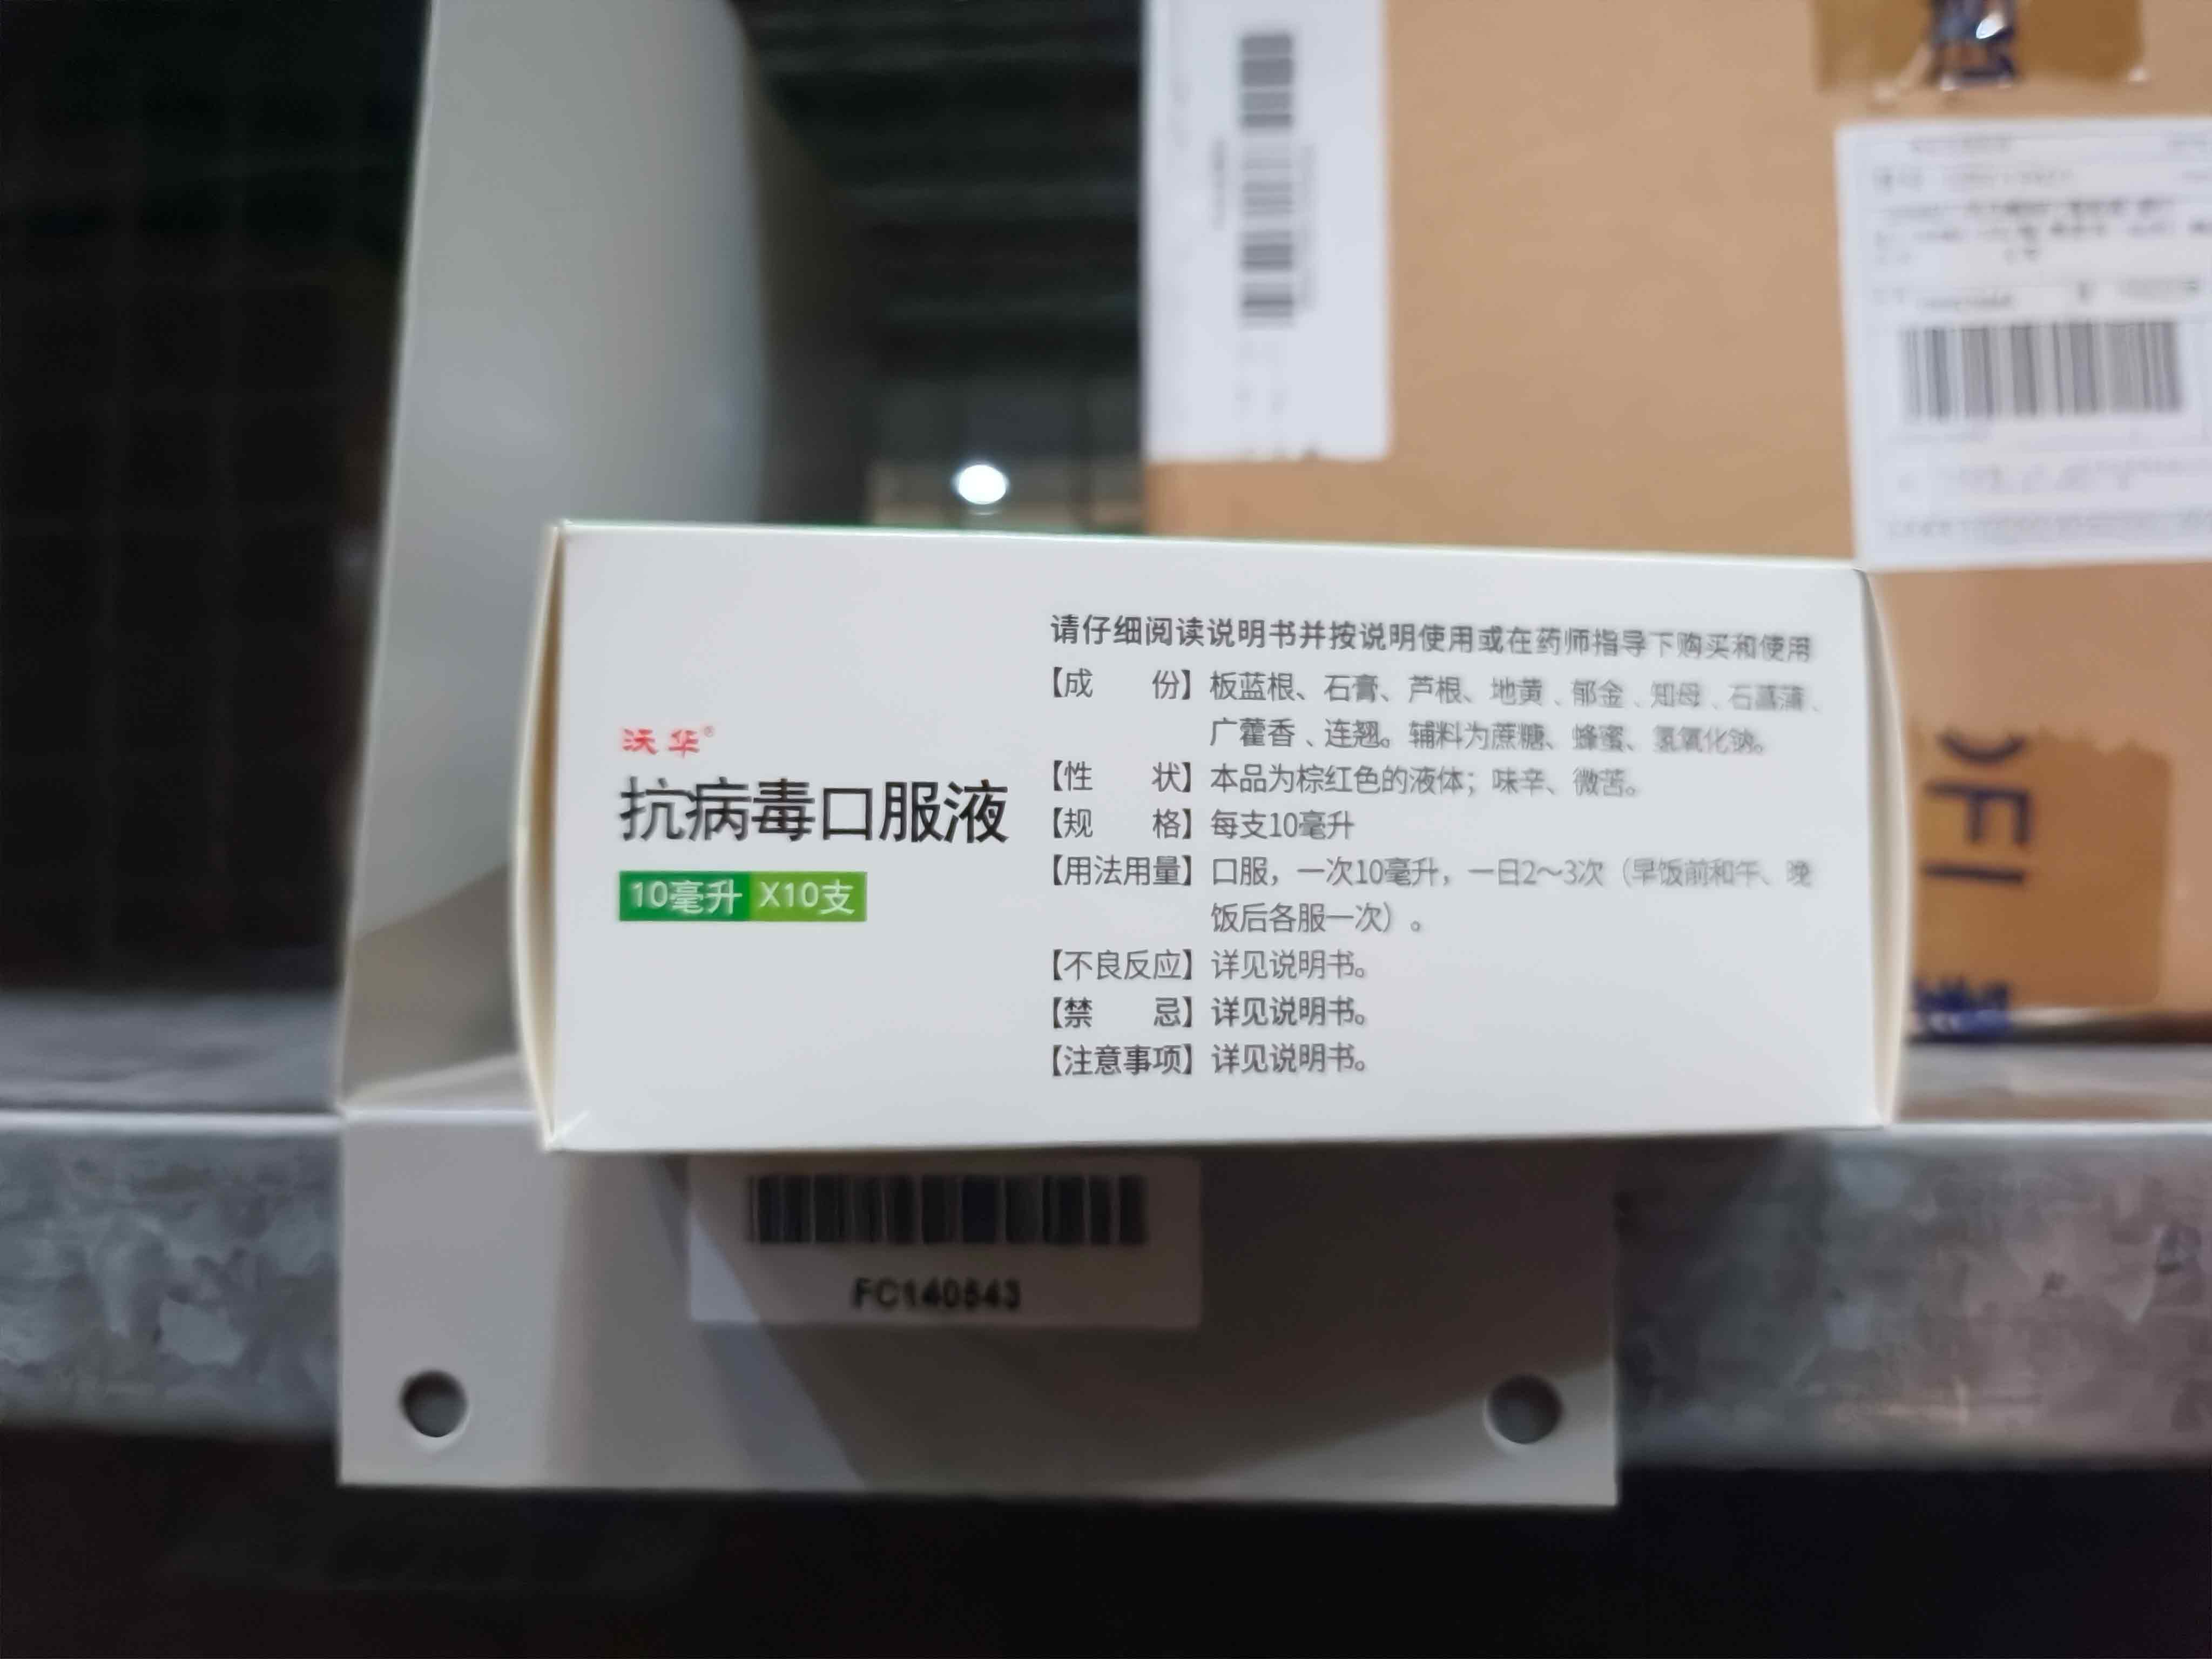 请仔细阅读说明书并按说明使用或在药师指导下购买和使用
【成 份】板蓝根、石膏、芦根、地黄、郁金、知母、石菖蒲、
广藿香、连翘。辅料为蔗糖、蜂蜜、氢氧化钠。
【性 状】本品为棕红色的液体；味辛、微苦。
【规 格】每支10毫升
【用法用量】口服，一次10毫升，一日2～3次（早饭前和午、晚
饭后各服一次）。
【不良反应】详见说明书。
【禁 忌】详见说明书。
【注意事项】详见说明书。
沃华®
抗病毒口服液
10毫升 X10支
FC140543